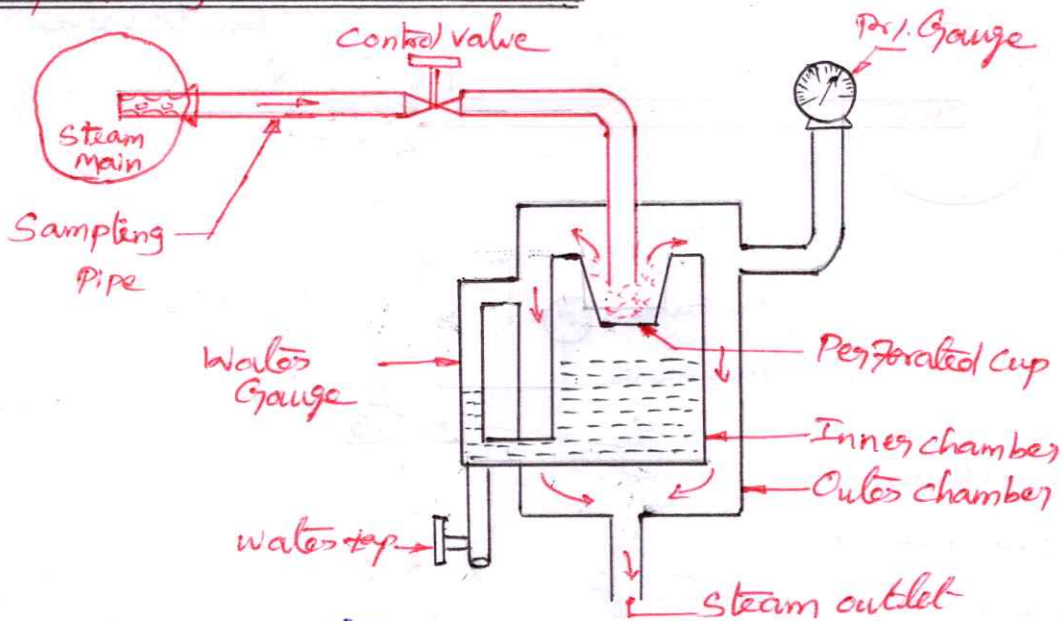 Control valve
Pr/. Gauge
Steam
Main
Sampling
Pipe
Water
Gauge
Perforated Cup
Inner chamber
Outer chamber
water tap
Steam outlet